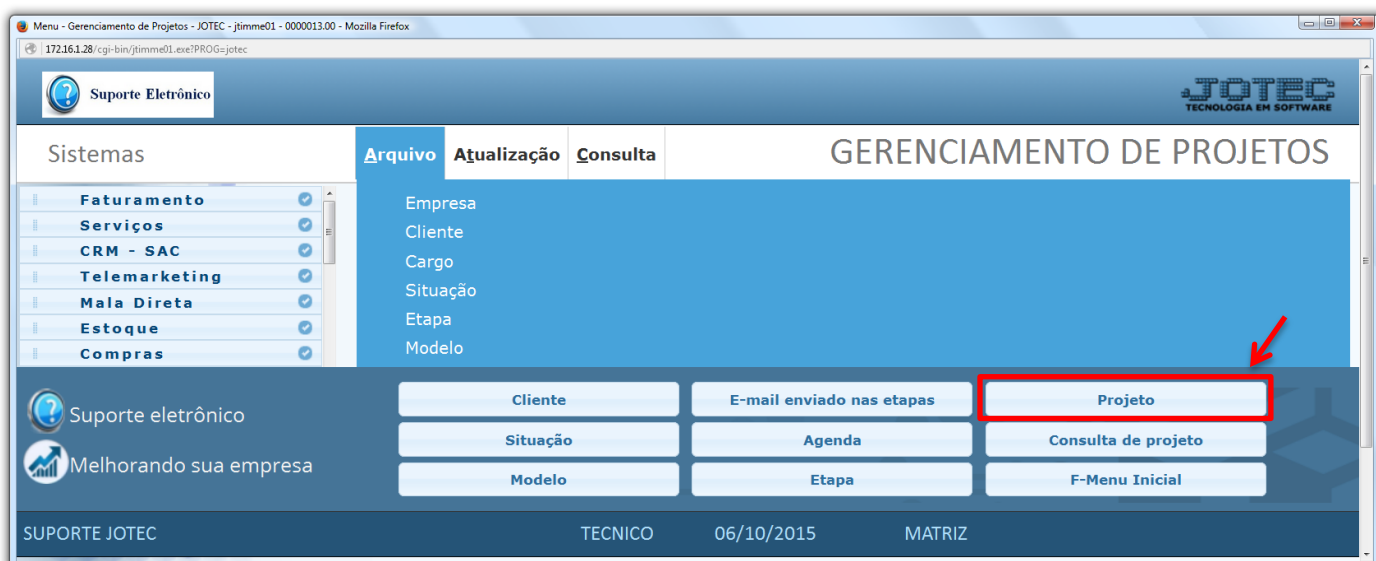 Menu - Gerenciamento de Projetos - JOTEC - jtimme01 - 0000013.00 - Mozilla Firefox
172.16.1.28/cgi-bin/jtimme01.exe?PROG=jotec
Suporte Eletrônico
JOTEC
TECNOLOGIA EM SOFTWARE
Sistemas
Arquivo Atualização Consulta
GERENCIAMENTO DE PROJETOS
Faturamento
Serviços
CRM - SAC
Telemarketing
Mala Direta
Estoque
Compras
Empresa
Cliente
Cargo
Situação
Etapa
Modelo
Suporte eletrônico
Melhorando sua empresa
Cliente E-mail enviado nas etapas Projeto
Situação Agenda Consulta de projeto
Modelo Etapa F-Menu Inicial
SUPORTE JOTEC TECNICO 06/10/2015 MATRIZ